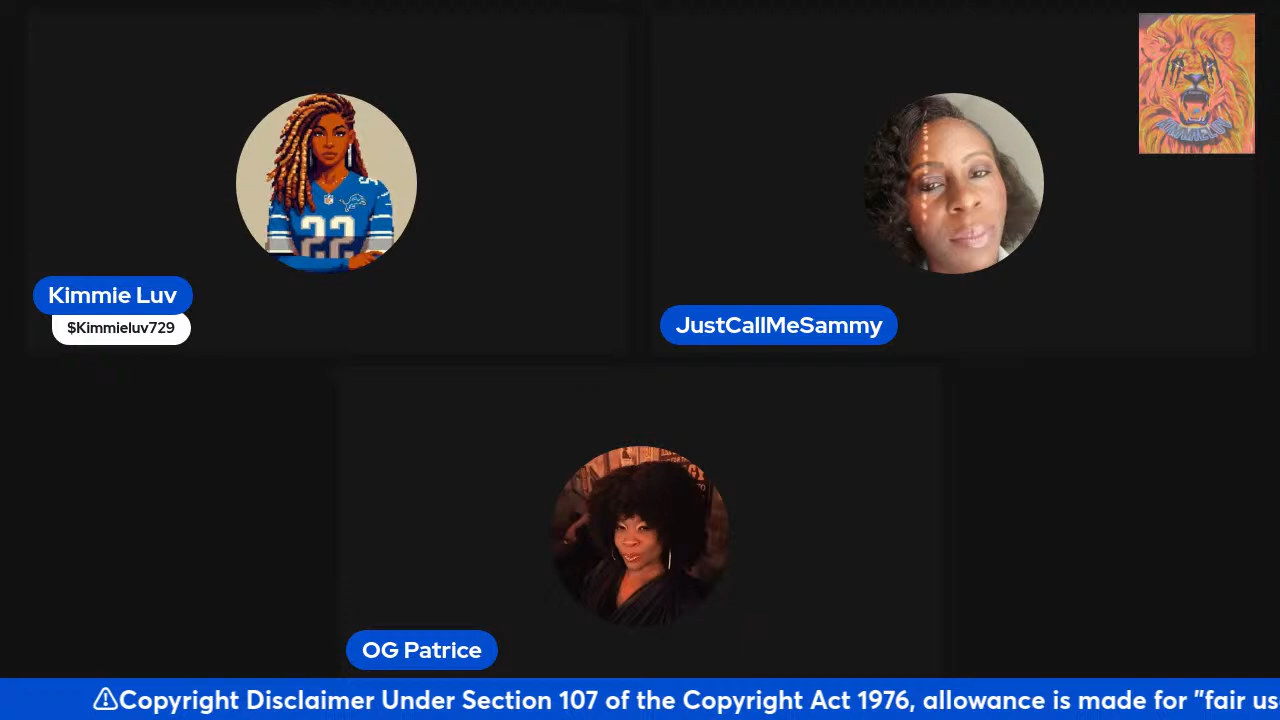 Kimmie Luv
$Kimmieluv729
JustCallMeSammy
22
OG Patrice
⚠Copyright Disclaimer Under Section 107 of the Copyright Act 1976, allowance is made for "fair us